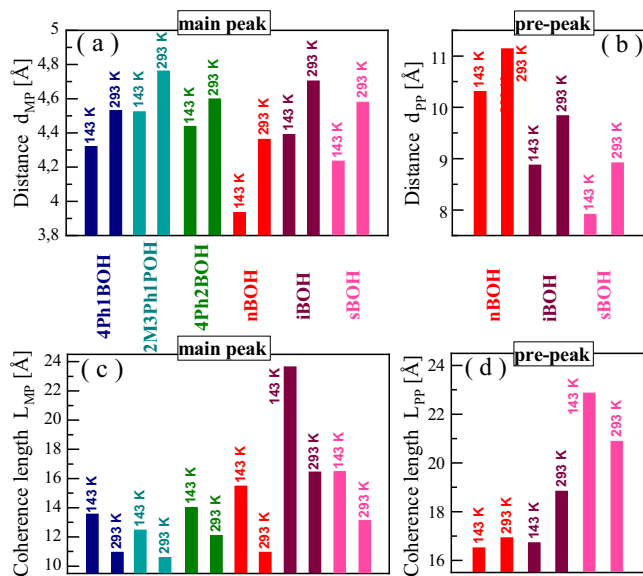 main peak
pre-peak
( a )
( b )
Distance d_MP [Å]
5
4,8
4,6
4,4
4,2
4
3,8
143 K
293 K
143 K
293 K
143 K
293 K
143 K
293 K
143 K
293 K
143 K
293 K
Distance d_PP [Å]
11
10
9
8
143 K
293 K
143 K
293 K
143 K
293 K
4Ph1BOH
2M3Ph1POH
4Ph2BOH
nBOH
iBOH
sBOH
nBOH
iBOH
sBOH
main peak
pre-peak
( c )
( d )
Coherence length L_MP [Å]
24
22
20
18
16
14
12
10
143 K
293 K
143 K
293 K
143 K
293 K
143 K
293 K
143 K
293 K
143 K
293 K
Coherence length L_PP [Å]
24
22
20
18
16
143 K
293 K
143 K
293 K
143 K
293 K